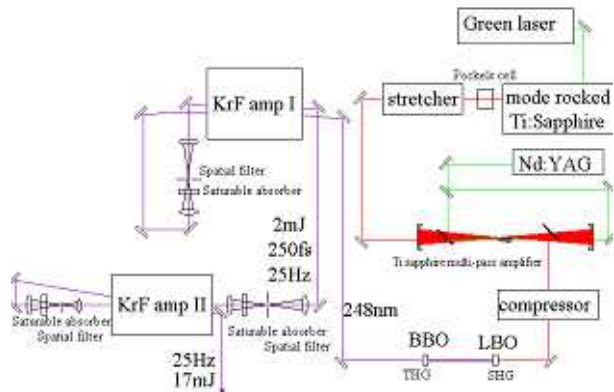 Green laser
Pockels cell
stretcher
mode rocked
Ti:Sapphire
KrF amp I
Nd:YAG
Spatial filter
Saturable absorber
2mJ
250fs
25Hz
Ti:sapphire multi-pass amplifier
KrF amp II
248nm
compressor
Saturable absorber
Spatial filter
Saturable absorber
Spatial filter
BBO
LBO
THG
SHG
25Hz
17mJ